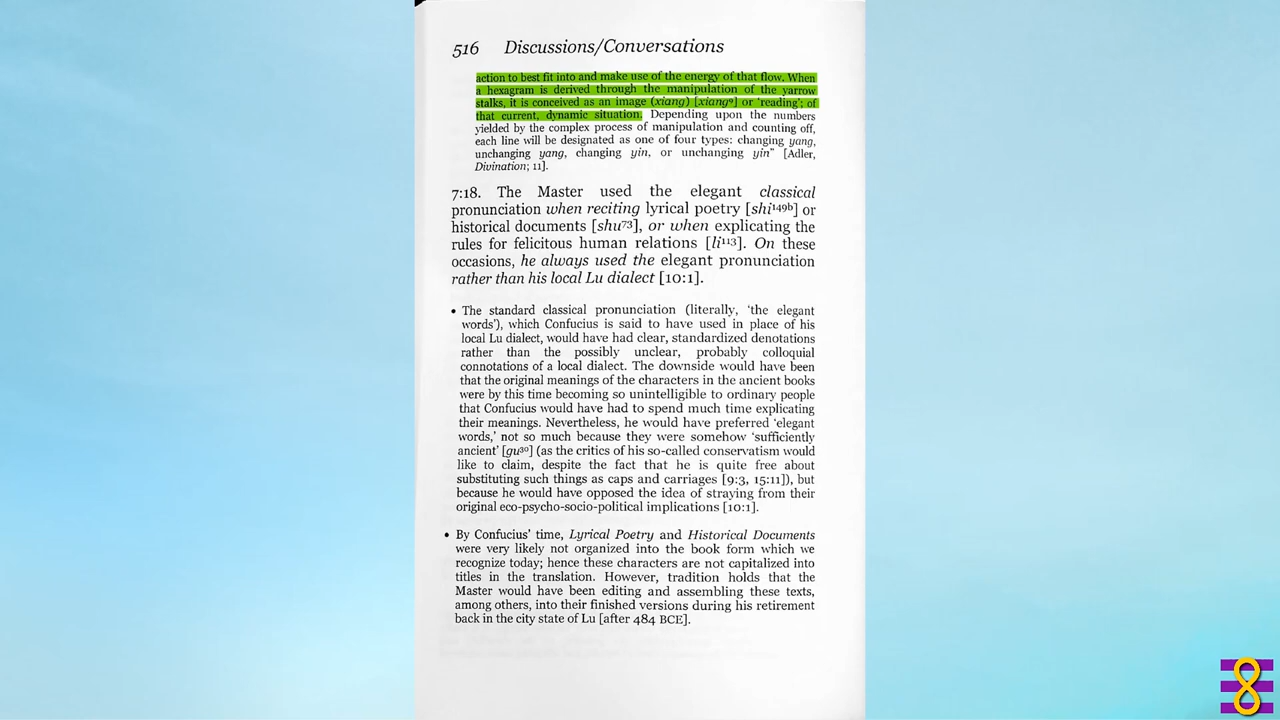 516 Discussions/Conversations
action to best fit into and make use of the energy of that flow. When
a hexagram is derived through the manipulation of the yarrow
stalks, it is conceived as an image (xiang) [xiang⁹] or 'reading'; of
that current, dynamic situation. Depending upon the numbers
yielded by the complex process of manipulation and counting off,
each line will be designated as one of four types: changing yang,
unchanging yang, changing yin, or unchanging yin" [Adler,
Divination; 11].
7:18. The Master used the elegant classical
pronunciation when reciting lyrical poetry [shi¹⁴⁹ᵇ] or
historical documents [shu⁷³], or when explicating the
rules for felicitous human relations [li¹¹³]. On these
occasions, he always used the elegant pronunciation
rather than his local Lu dialect [10:1].
• The standard classical pronunciation (literally, 'the elegant
words'), which Confucius is said to have used in place of his
local Lu dialect, would have had clear, standardized denotations
rather than the possibly unclear, probably colloquial
connotations of a local dialect. The downside would have been
that the original meanings of the characters in the ancient books
were by this time becoming so unintelligible to ordinary people
that Confucius would have had to spend much time explicating
their meanings. Nevertheless, he would have preferred 'elegant
words,' not so much because they were somehow 'sufficiently
ancient' [gu³⁰] (as the critics of his so-called conservatism would
like to claim, despite the fact that he is quite free about
substituting such things as caps and carriages [9:3, 15:11]), but
because he would have opposed the idea of straying from their
original eco-psycho-socio-political implications [10:1].
• By Confucius' time, Lyrical Poetry and Historical Documents
were very likely not organized into the book form which we
recognize today; hence these characters are not capitalized into
titles in the translation. However, tradition holds that the
Master would have been editing and assembling these texts,
among others, into their finished versions during his retirement
back in the city state of Lu [after 484 BCE].